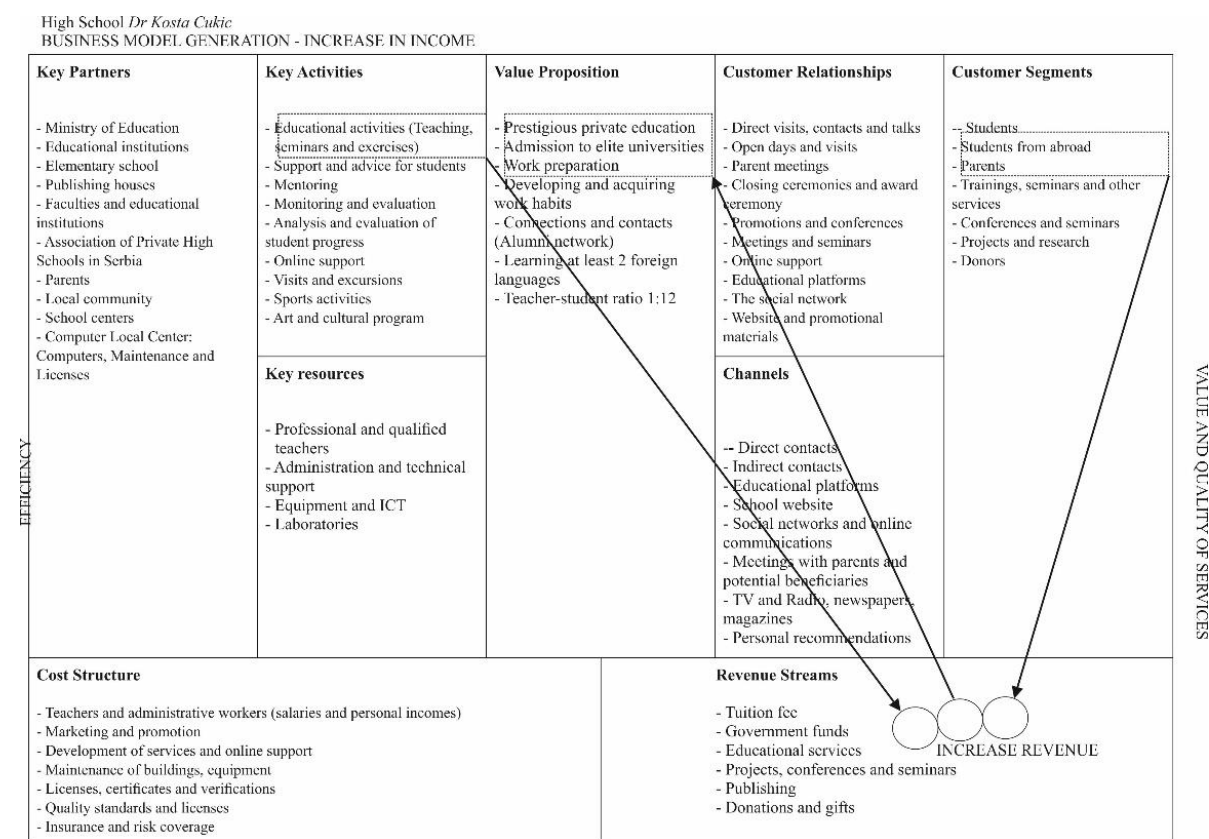 High School Dr Kosta Cukic
BUSINESS MODEL GENERATION - INCREASE IN INCOME
Key Partners
- Ministry of Education
- Educational institutions
- Elementary school
- Publishing houses
- Faculties and educational
institutions
- Association of Private High
Schools in Serbia
- Parents
- Local community
- School centers
- Computer Local Center:
Computers, Maintenance and
Licenses
Key Activities
- Educational activities (Teaching,
seminars and exercises)
- Support and advice for students
- Mentoring
- Monitoring and evaluation
- Analysis and evaluation of
student progress
- Online support
- Visits and excursions
- Sports activities
- Art and cultural program
Key resources
- Professional and qualified
teachers
- Administration and technical
support
- Equipment and ICT
- Laboratories
Value Proposition
- Prestigious private education
- Admission to elite universities
- Work preparation
- Developing and acquiring
work habits
- Connections and contacts
(Alumni network)
- Learning at least 2 foreign
languages
- Teacher-student ratio 1:12
Customer Relationships
- Direct visits, contacts and talks
- Open days and visits
- Parent meetings
- Closing ceremonies and award
ceremony
- Promotions and conferences
- Meetings and seminars
- Online support
- Educational platforms
- The social network
- Website and promotional
materials
Channels
-- Direct contacts
- Indirect contacts
- Educational platforms
- School website
- Social networks and online
communications
- Meetings with parents and
potential beneficiaries
- TV and Radio, newspapers,
magazines
- Personal recommendations
Customer Segments
-- Students
- Students from abroad
- Parents
- Trainings, seminars and other
services
- Conferences and seminars
- Projects and research
- Donors
EFFICIENCY
VALUE AND QUALITY OF SERVICES
Cost Structure
- Teachers and administrative workers (salaries and personal incomes)
- Marketing and promotion
- Development of services and online support
- Maintenance of buildings, equipment
- Licenses, certificates and verifications
- Quality standards and licenses
- Insurance and risk coverage
Revenue Streams
- Tuition fee
- Government funds
- Educational services
- Projects, conferences and seminars
- Publishing
- Donations and gifts
INCREASE REVENUE